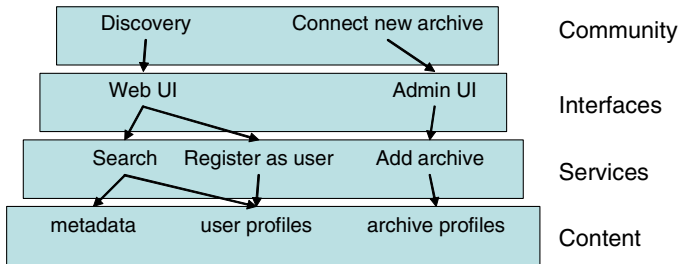 Discovery Connect new archive Community
Web UI Admin UI Interfaces
Search Register as user Add archive Services
metadata user profiles archive profiles Content